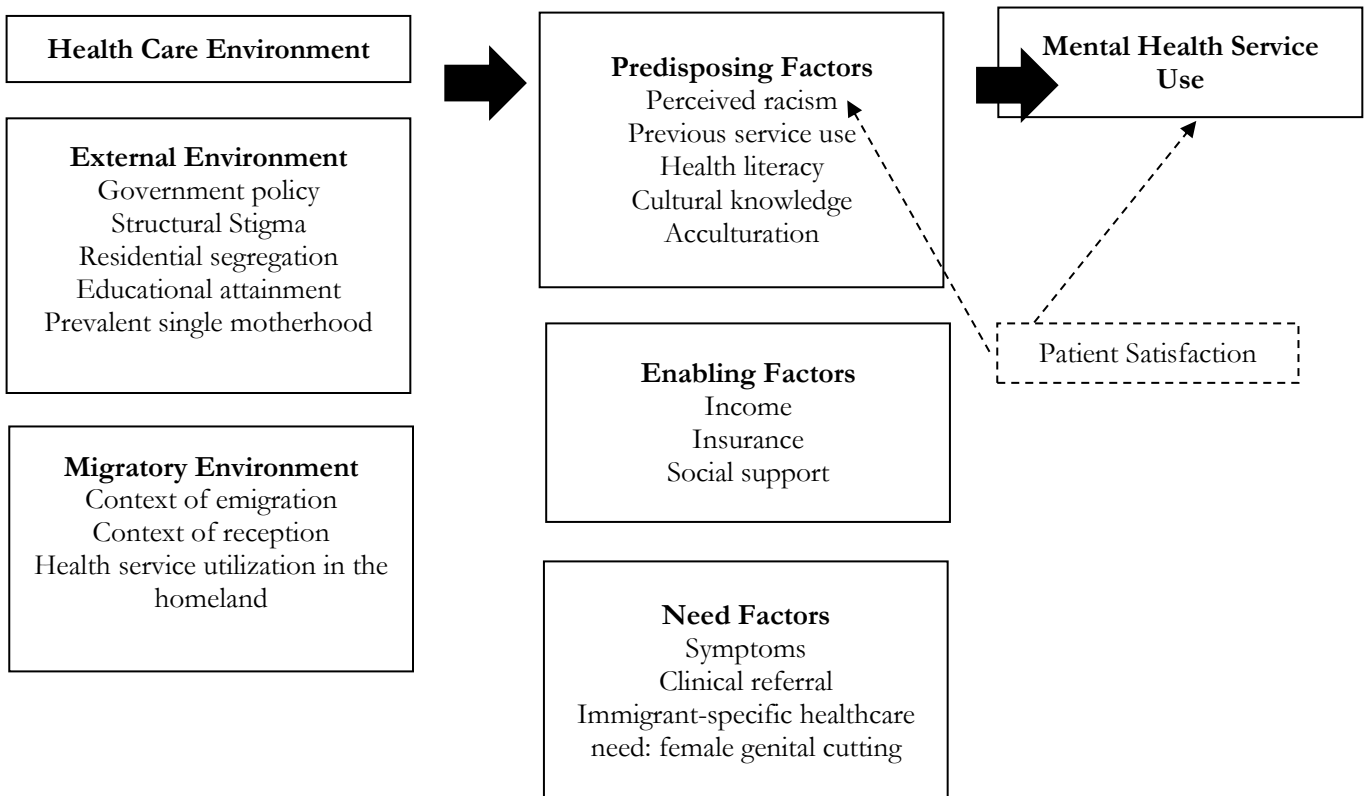 Health Care Environment
External Environment
Government policy
Structural Stigma
Residential segregation
Educational attainment
Prevalent single motherhood
Migratory Environment
Context of emigration
Context of reception
Health service utilization in the
homeland
Predisposing Factors
Perceived racism
Previous service use
Health literacy
Cultural knowledge
Acculturation
Enabling Factors
Income
Insurance
Social support
Need Factors
Symptoms
Clinical referral
Immigrant-specific healthcare
need: female genital cutting
Mental Health Service
Use
Patient Satisfaction